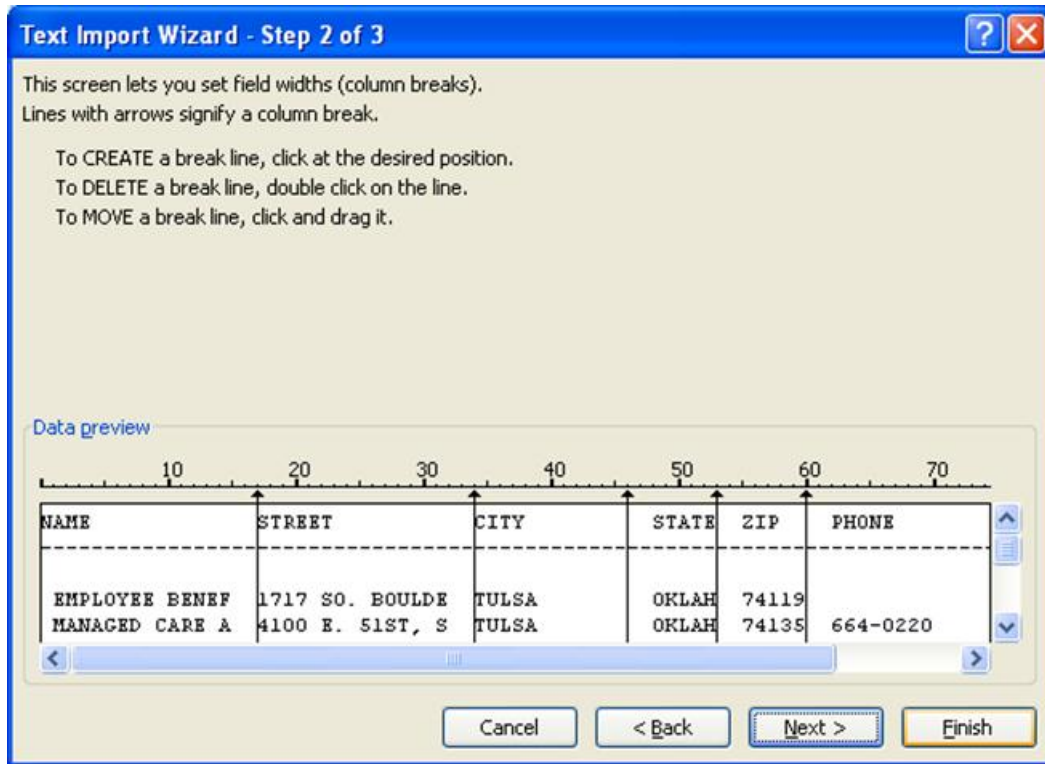 Text Import Wizard - Step 2 of 3
This screen lets you set field widths (column breaks).
Lines with arrows signify a column break.
To CREATE a break line, click at the desired position.
To DELETE a break line, double click on the line.
To MOVE a break line, click and drag it.
Data preview
10 20 30 40 50 60 70
NAME STREET CITY STATE ZIP PHONE
EMPLOYEE BENEF 1717 SO. BOULDE TULSA OKLAH 74119
MANAGED CARE A 4100 E. 51ST, S TULSA OKLAH 74135 664-0220
Cancel < Back Next > Finish